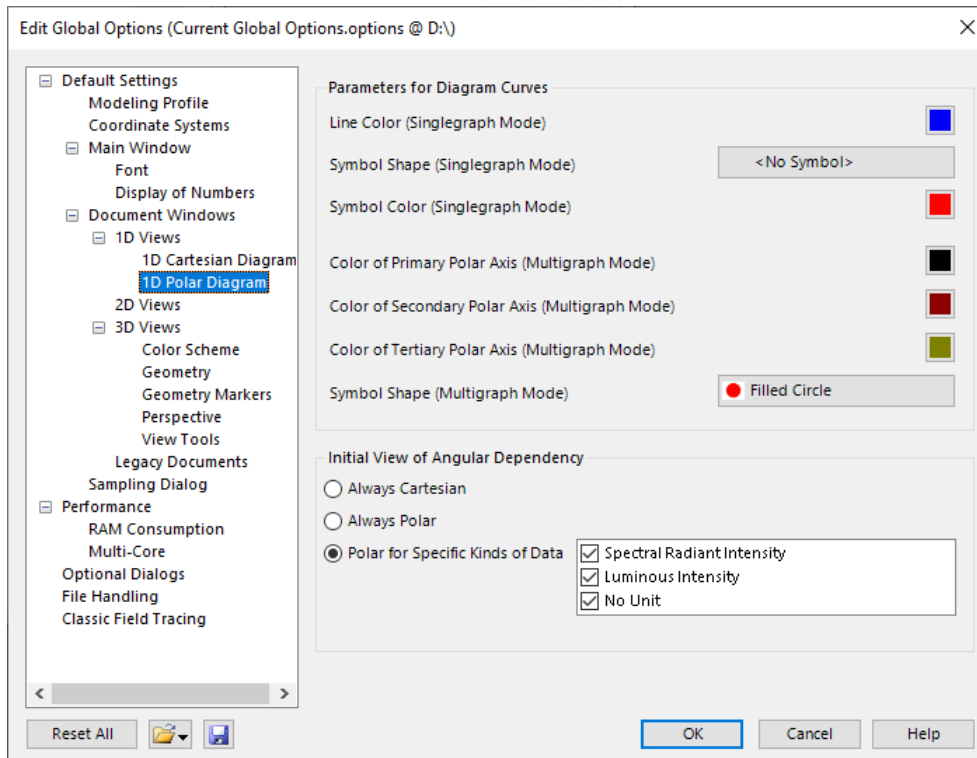 Edit Global Options (Current Global Options.options @ D:\)
Default Settings
Modeling Profile
Coordinate Systems
Main Window
Font
Display of Numbers
Document Windows
1D Views
1D Cartesian Diagram
1D Polar Diagram
2D Views
3D Views
Color Scheme
Geometry
Geometry Markers
Perspective
View Tools
Legacy Documents
Sampling Dialog
Performance
RAM Consumption
Multi-Core
Optional Dialogs
File Handling
Classic Field Tracing
Parameters for Diagram Curves
Line Color (Singlegraph Mode)
Symbol Shape (Singlegraph Mode) <No Symbol>
Symbol Color (Singlegraph Mode)
Color of Primary Polar Axis (Multigraph Mode)
Color of Secondary Polar Axis (Multigraph Mode)
Color of Tertiary Polar Axis (Multigraph Mode)
Symbol Shape (Multigraph Mode) Filled Circle
Initial View of Angular Dependency
Always Cartesian
Always Polar
Polar for Specific Kinds of Data
Spectral Radiant Intensity
Luminous Intensity
No Unit
Reset All OK Cancel Help